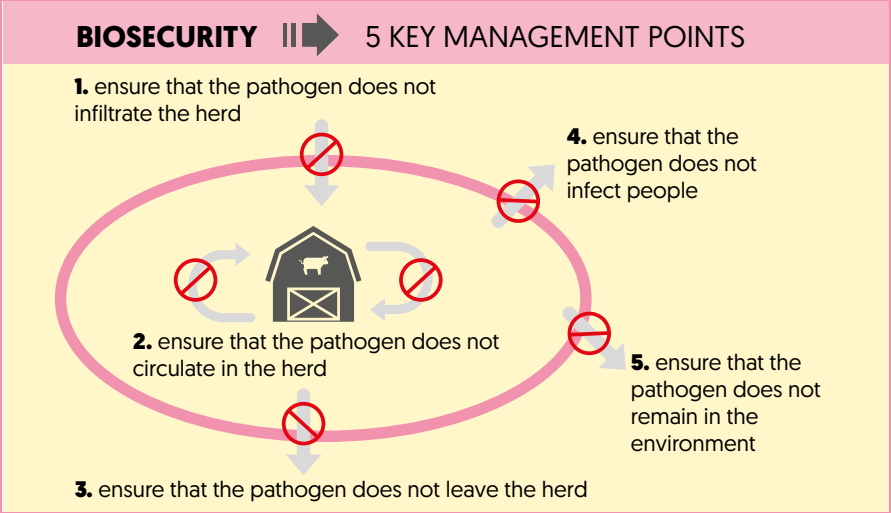 BIOSECURITY 5 KEY MANAGEMENT POINTS
1. ensure that the pathogen does not
infiltrate the herd
4. ensure that the
pathogen does not
infect people
2. ensure that the pathogen does not
circulate in the herd
5. ensure that the
pathogen does not
remain in the
environment
3. ensure that the pathogen does not leave the herd